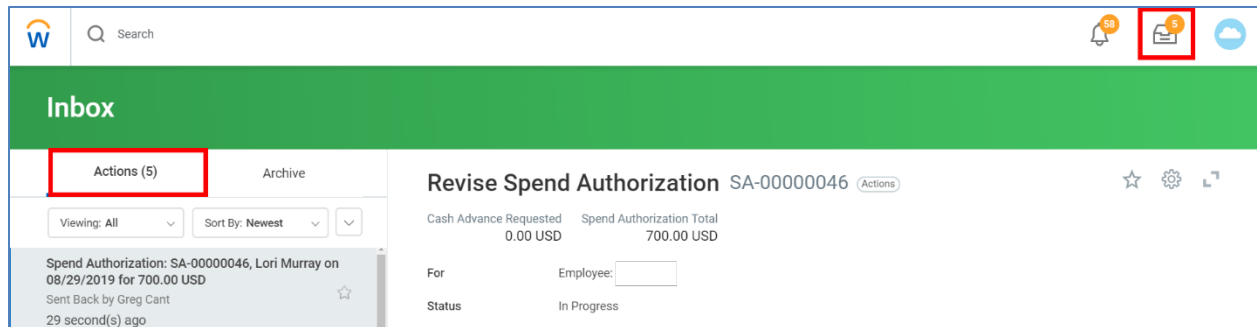 W
Search
58
5
Inbox
Actions (5)
Archive
Viewing: All
Sort By: Newest
Spend Authorization: SA-00000046, Lori Murray on
08/29/2019 for 700.00 USD
Sent Back by Greg Cant
29 second(s) ago
Revise Spend Authorization SA-00000046 Actions
Cash Advance Requested Spend Authorization Total
0.00 USD 700.00 USD
For Employee:
Status In Progress